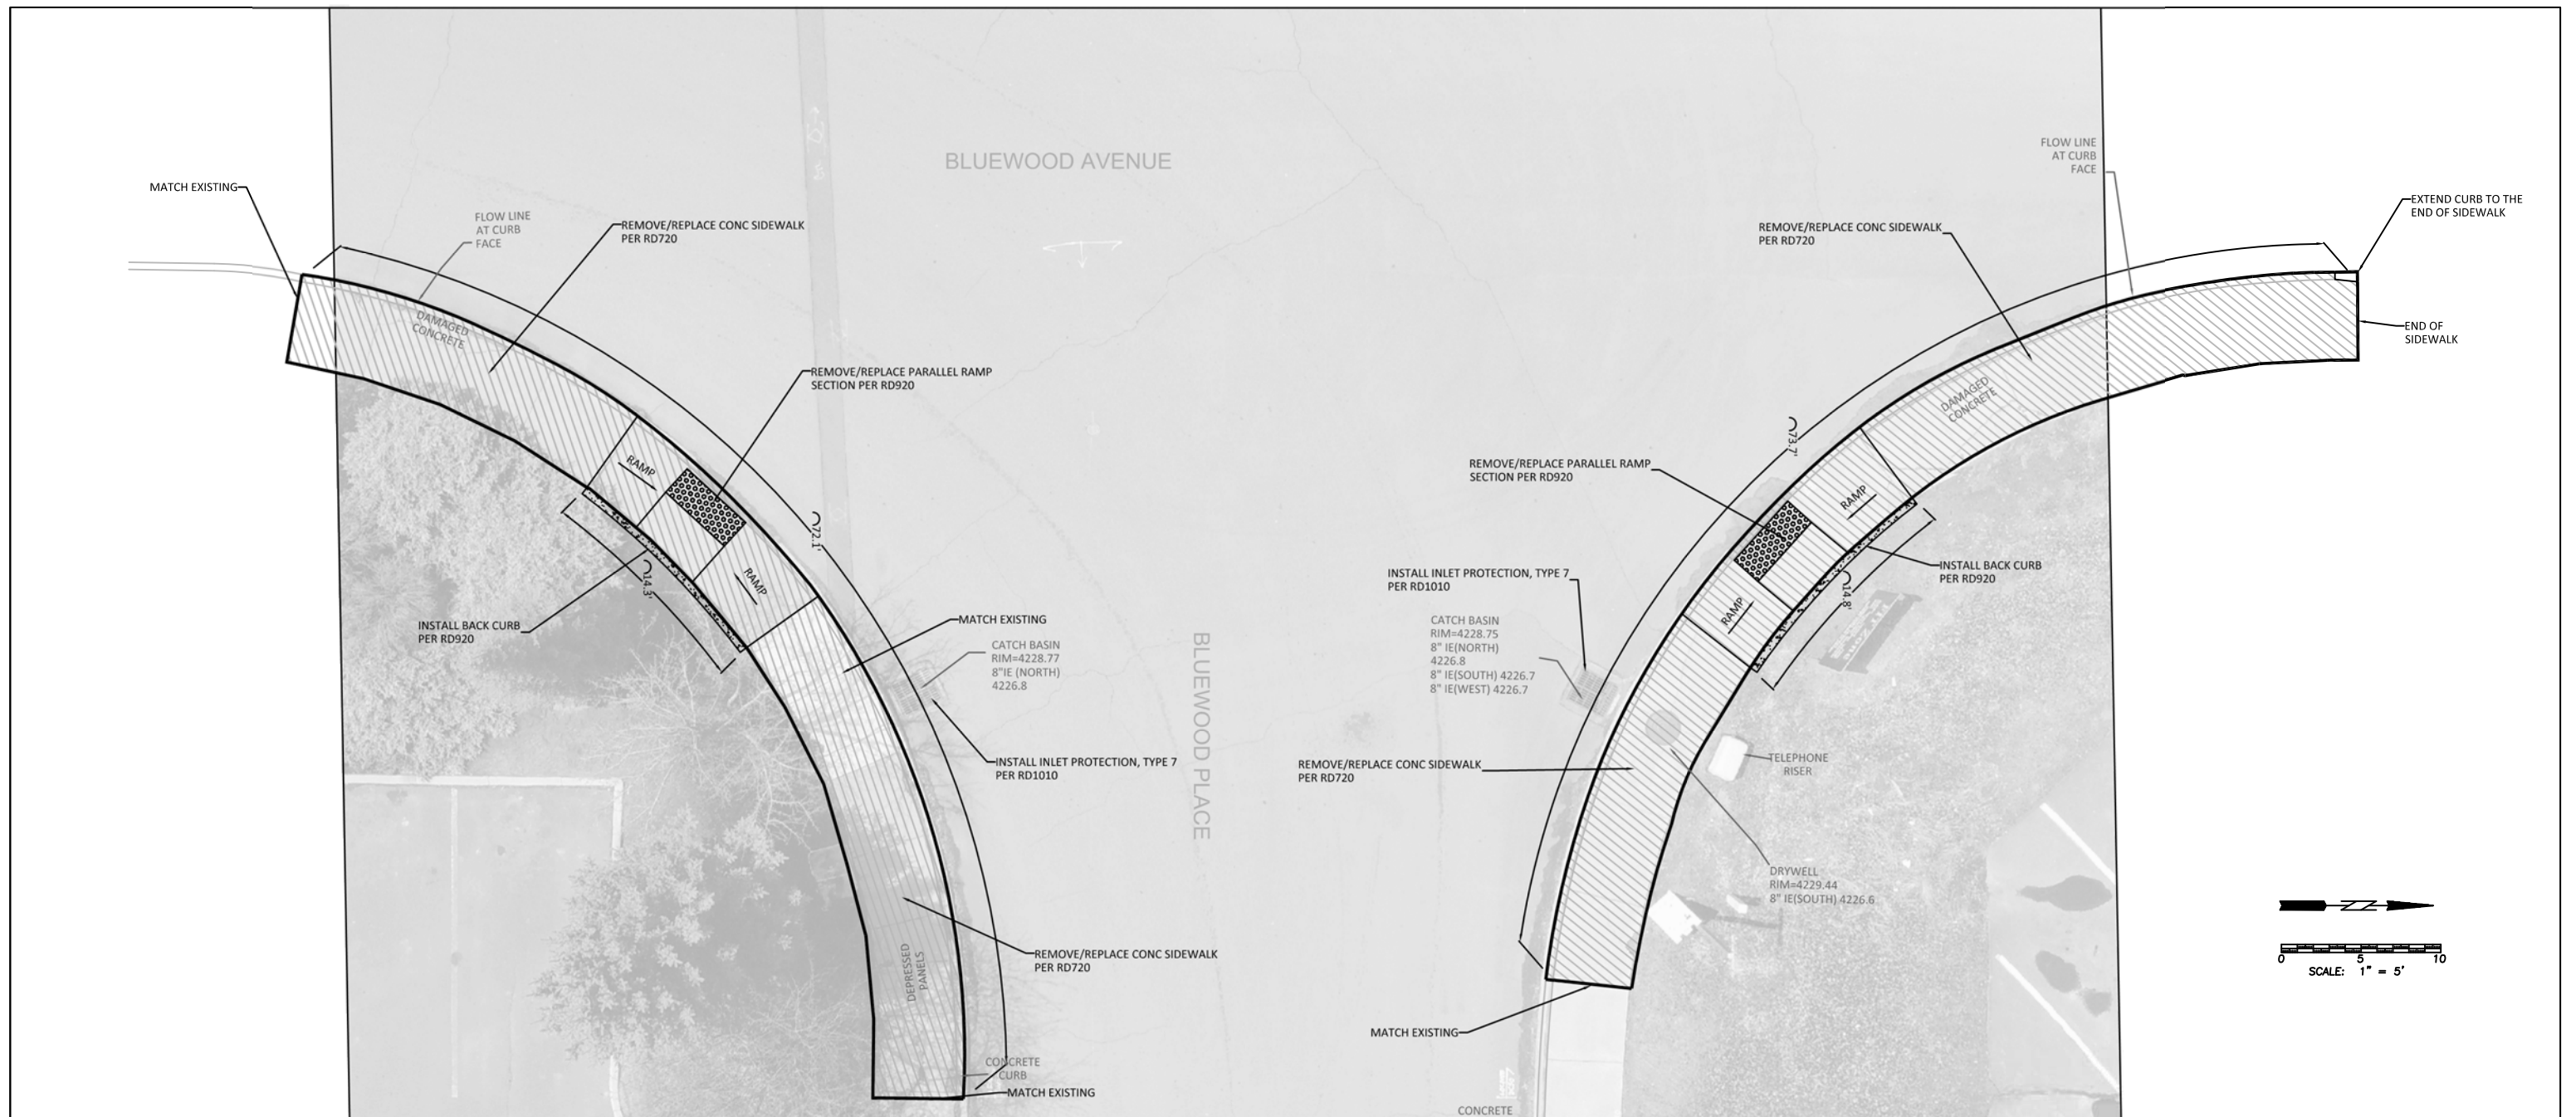 BLUEWOOD AVENUE
MATCH EXISTING
FLOW LINE
AT CURB
FACE
REMOVE/REPLACE CONC SIDEWALK
PER RD720
DAMAGED
CONCRETE
REMOVE/REPLACE PARALLEL RAMP
SECTION PER RD920
RAMP
RAMP
72.1'
14.3'
INSTALL BACK CURB
PER RD920
MATCH EXISTING
CATCH BASIN
RIM=4228.77
8"IE (NORTH)
4226.8
INSTALL INLET PROTECTION, TYPE 7
PER RD1010
REMOVE/REPLACE CONC SIDEWALK
PER RD720
DEPRESSED
PANELS
CONCRETE
CURB
MATCH EXISTING
BLUEWOOD PLACE
FLOW LINE
AT CURB
FACE
EXTEND CURB TO THE
END OF SIDEWALK
REMOVE/REPLACE CONC SIDEWALK
PER RD720
END OF
SIDEWALK
DAMAGED
CONCRETE
73.7'
REMOVE/REPLACE PARALLEL RAMP
SECTION PER RD920
RAMP
RAMP
14.8'
INSTALL BACK CURB
PER RD920
INSTALL INLET PROTECTION, TYPE 7
PER RD1010
CATCH BASIN
RIM=4228.75
8" IE(NORTH)
4226.8
8" IE(SOUTH) 4226.7
8" IE(WEST) 4226.7
REMOVE/REPLACE CONC SIDEWALK
PER RD720
TELEPHONE
RISER
DRYWELL
RIM=4229.44
8" IE(SOUTH) 4226.6
MATCH EXISTING
CONCRETE
0 5 10
SCALE: 1" = 5'